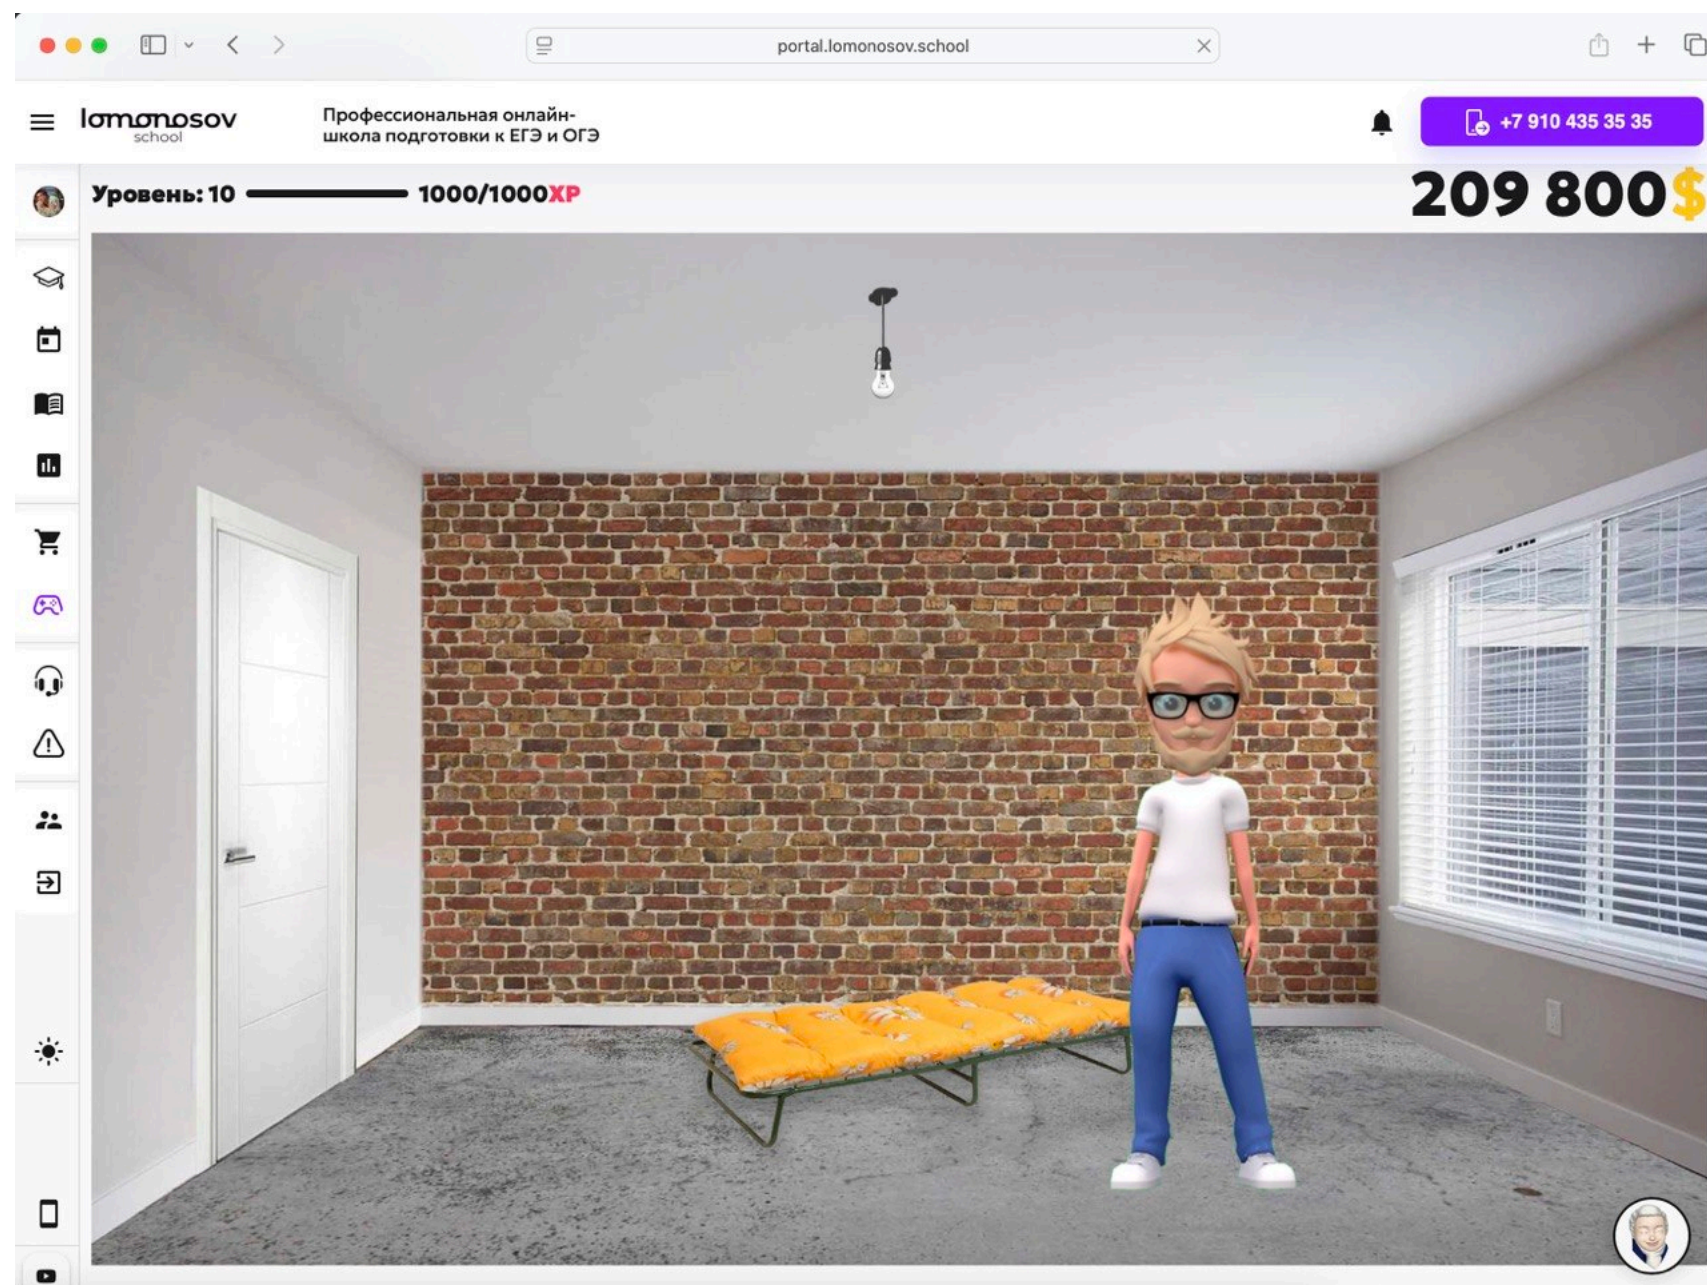 portal.lomonosov.school
lomonosov
school
Профессиональная онлайн-
школа подготовки к ЕГЭ и ОГЭ
+7 910 435 35 35
Уровень: 10
1000/1000XP
209 800$